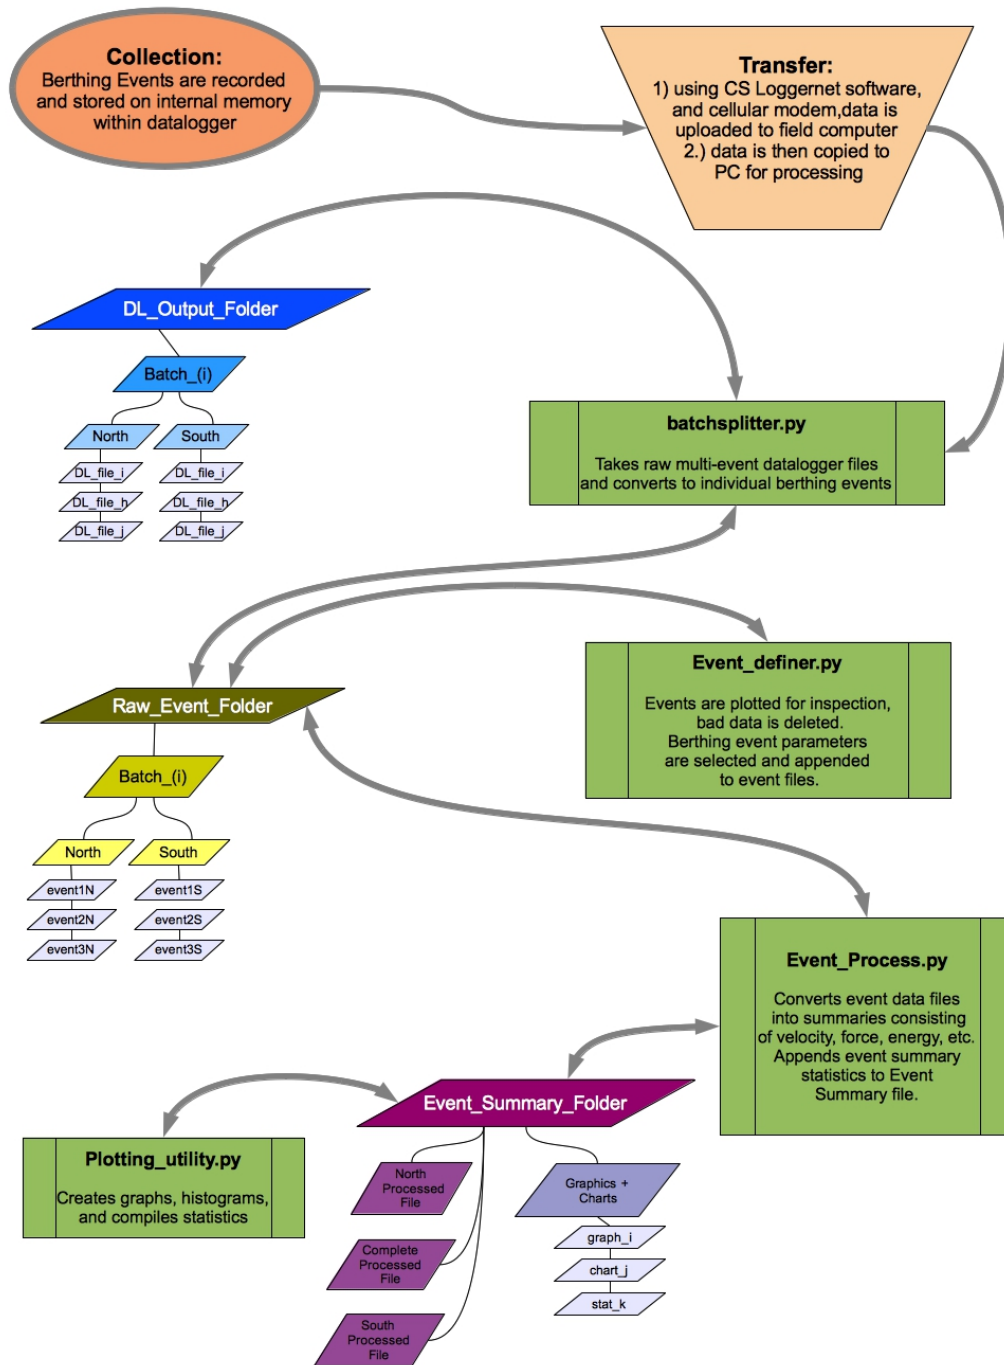 Collection:
Berthing Events are recorded
and stored on internal memory
within datalogger
Transfer:
1) using CS Loggernet software,
and cellular modem,data is
uploaded to field computer
2.) data is then copied to
PC for processing
DL_Output_Folder
Batch_(i)
North
South
DL_file_i
DL_file_h
DL_file_j
DL_file_i
DL_file_h
DL_file_j
batchsplitter.py
Takes raw multi-event datalogger files
and converts to individual berthing events
Event_definer.py
Events are plotted for inspection,
bad data is deleted.
Berthing event parameters
are selected and appended
to event files.
Raw_Event_Folder
Batch_(i)
North
South
event1N
event2N
event3N
event1S
event2S
event3S
Event_Process.py
Converts event data files
into summaries consisting
of velocity, force, energy, etc.
Appends event summary
statistics to Event
Summary file.
Event_Summary_Folder
Plotting_utility.py
Creates graphs, histograms,
and compiles statistics
North
Processed
File
Complete
Processed
File
South
Processed
File
Graphics +
Charts
graph_i
chart_j
stat_k